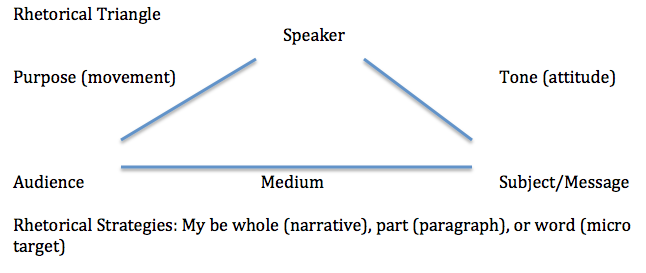 Rhetorical Triangle
Speaker
Purpose (movement) Tone (attitude)
Audience Medium Subject/Message
Rhetorical Strategies: My be whole (narrative), part (paragraph), or word (micro
target)